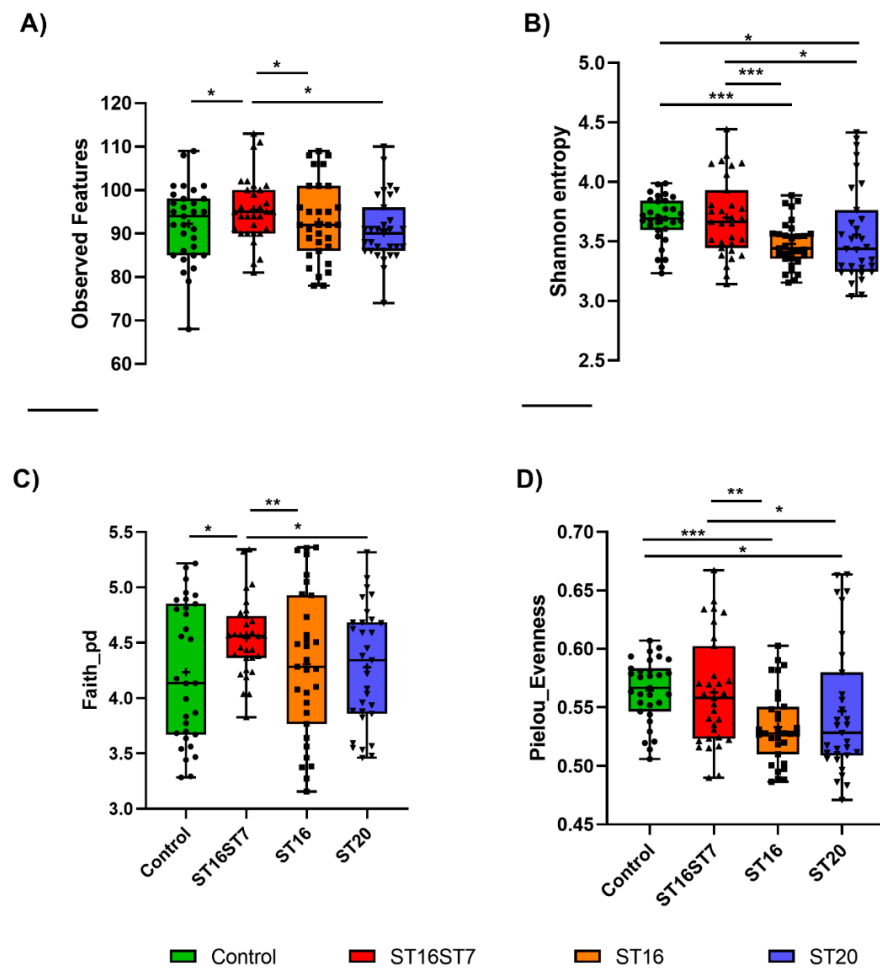 A)
*
*
*
Observed Features
120
110
100
90
80
70
60
B)
*
*
***
***
Shannon entropy
5.0
4.5
4.0
3.5
3.0
2.5
C)
**
*
*
Faith_pd
5.5
5.0
4.5
4.0
3.5
3.0
Control
ST16ST7
ST16
ST20
D)
**
*
***
*
Pielou_Evenness
0.70
0.65
0.60
0.55
0.50
0.45
Control
ST16ST7
ST16
ST20
Control ST16ST7 ST16 ST20